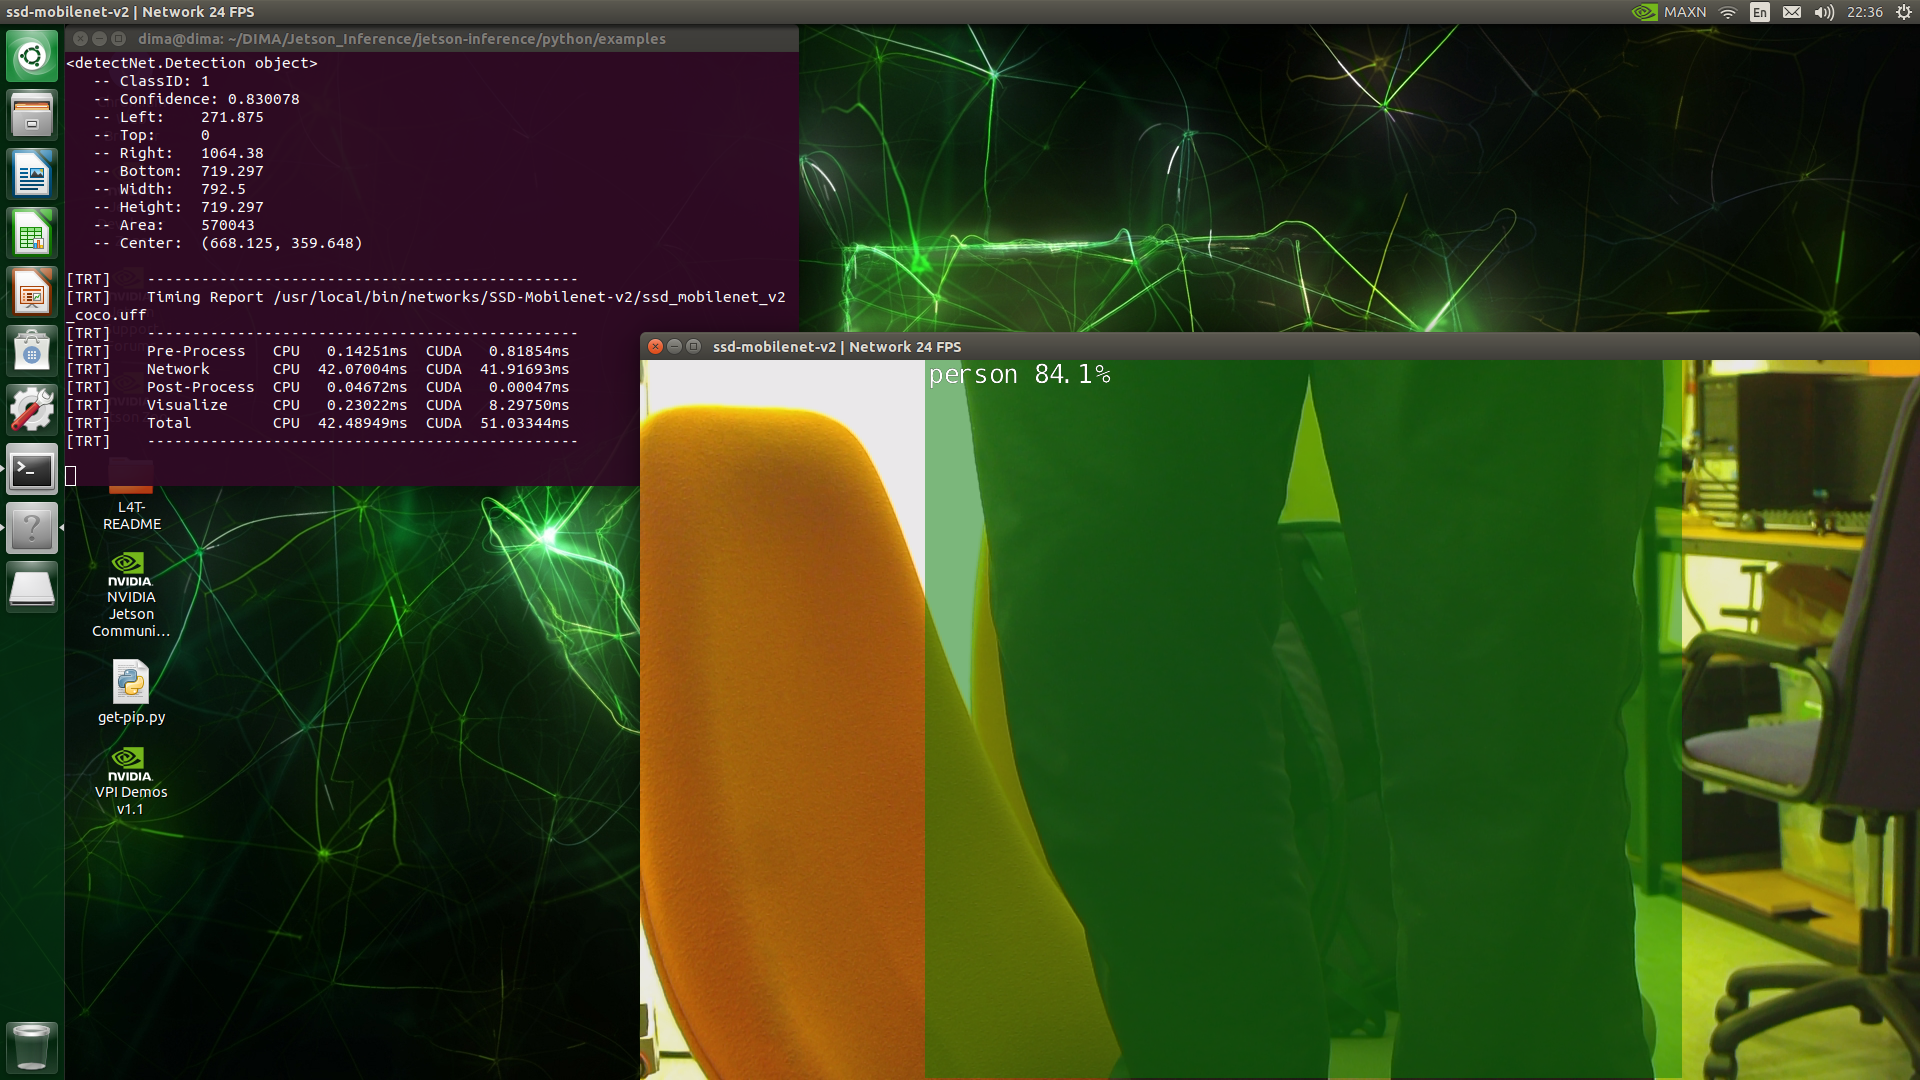 ssd-mobilenet-v2 | Network 24 FPS
MAXN
En
22:36
dima@dima: ~/DIMA/Jetson_Inference/jetson-inference/python/examples
<detectNet.Detection object>
-- ClassID: 1
-- Confidence: 0.830078
-- Left: 271.875
-- Top: 0
-- Right: 1064.38
-- Bottom: 719.297
-- Width: 792.5
-- Height: 719.297
-- Area: 570043
-- Center: (668.125, 359.648)
[TRT] ------------------------------------------------
[TRT] Timing Report /usr/local/bin/networks/SSD-Mobilenet-v2/ssd_mobilenet_v2
_coco.uff
[TRT] ------------------------------------------------
[TRT] Pre-Process CPU 0.14251ms CUDA 0.81854ms
[TRT] Network CPU 42.07004ms CUDA 41.91693ms
[TRT] Post-Process CPU 0.04672ms CUDA 0.00047ms
[TRT] Visualize CPU 0.23022ms CUDA 8.29750ms
[TRT] Total CPU 42.48949ms CUDA 51.03344ms
[TRT] ------------------------------------------------
ssd-mobilenet-v2 | Network 24 FPS
person 84.1%
L4T-
README
NVIDIA.
NVIDIA
Jetson
Communi...
get-pip.py
NVIDIA.
VPI Demos
v1.1